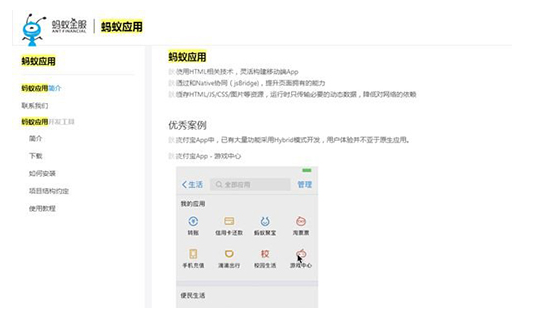 蚂蚁金服
ANT FINANCIAL
蚂蚁应用
蚂蚁应用
蚂蚁应用简介
联系我们
蚂蚁应用开发工具
简介
下载
如何安装
项目结构约定
使用教程
蚂蚁应用
使用HTML相关技术，灵活构建移动端App
透过和Native协同（jsBridge)，提升页面拥有的能力
缓存HTML/JS/CSS/图片等资源，运行时只传输必要的动态数据，降低对网络的依赖
优秀案例
支付宝App中，已有大量功能采用Hybrid模式开发，用户体验并不亚于原生应用。
支付宝App - 游戏中心
生活
全部应用
管理
我的应用
转账
信用卡还款
蚂蚁聚宝
淘票票
手机充值
滴滴出行
校
校园生活
游戏中心
便民生活